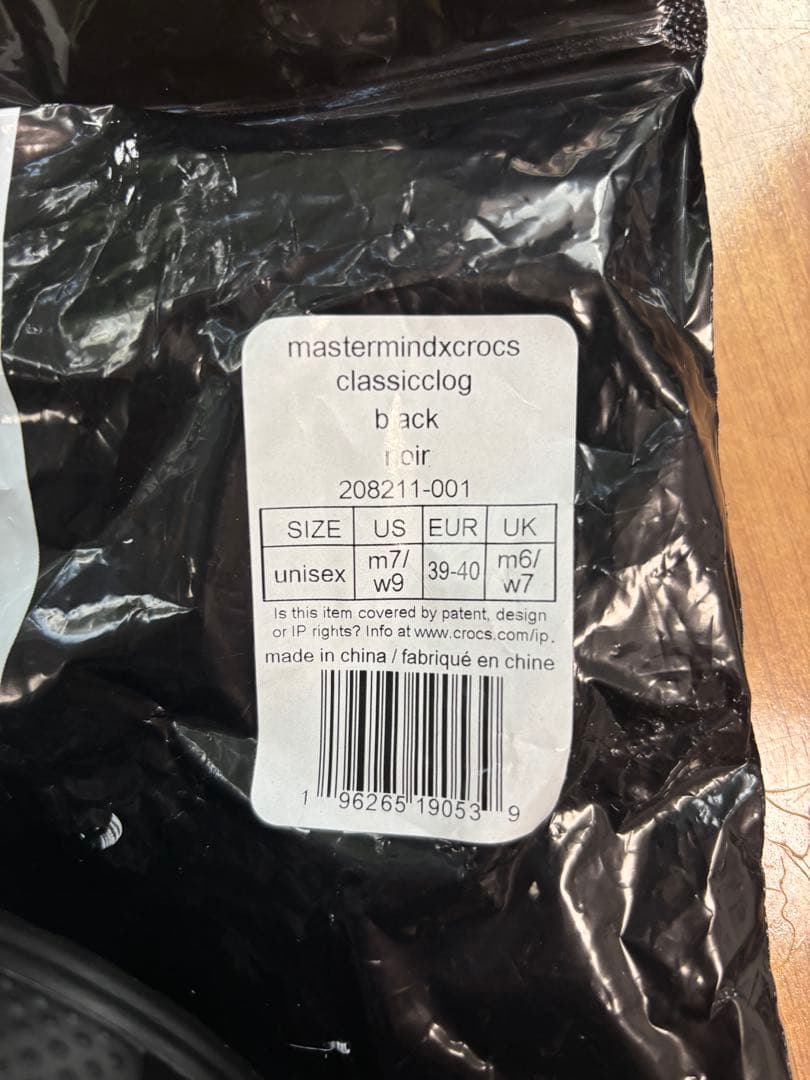 mastermindxcrocs
classicclog
b ack
noir
208211-001
SIZE US EUR UK
unisex m7/ w9 39-40 m6/ w7
Is this item covered by patent, design
or IP rights? Info at www.crocs.com/ip.
made in china / fabriqué en chine
1 96265 19053 9